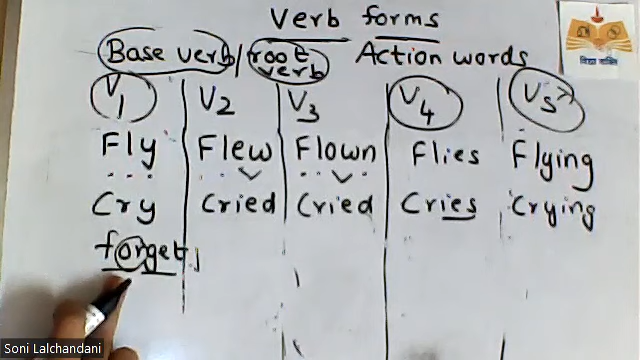 Verb forms
Base verb/root verb Action words
V1 V2 V3 V4 V5
Fly Flew Flown Flies Flying
Cry Cried Cried Cries Crying
forget
Soni Lalchandani